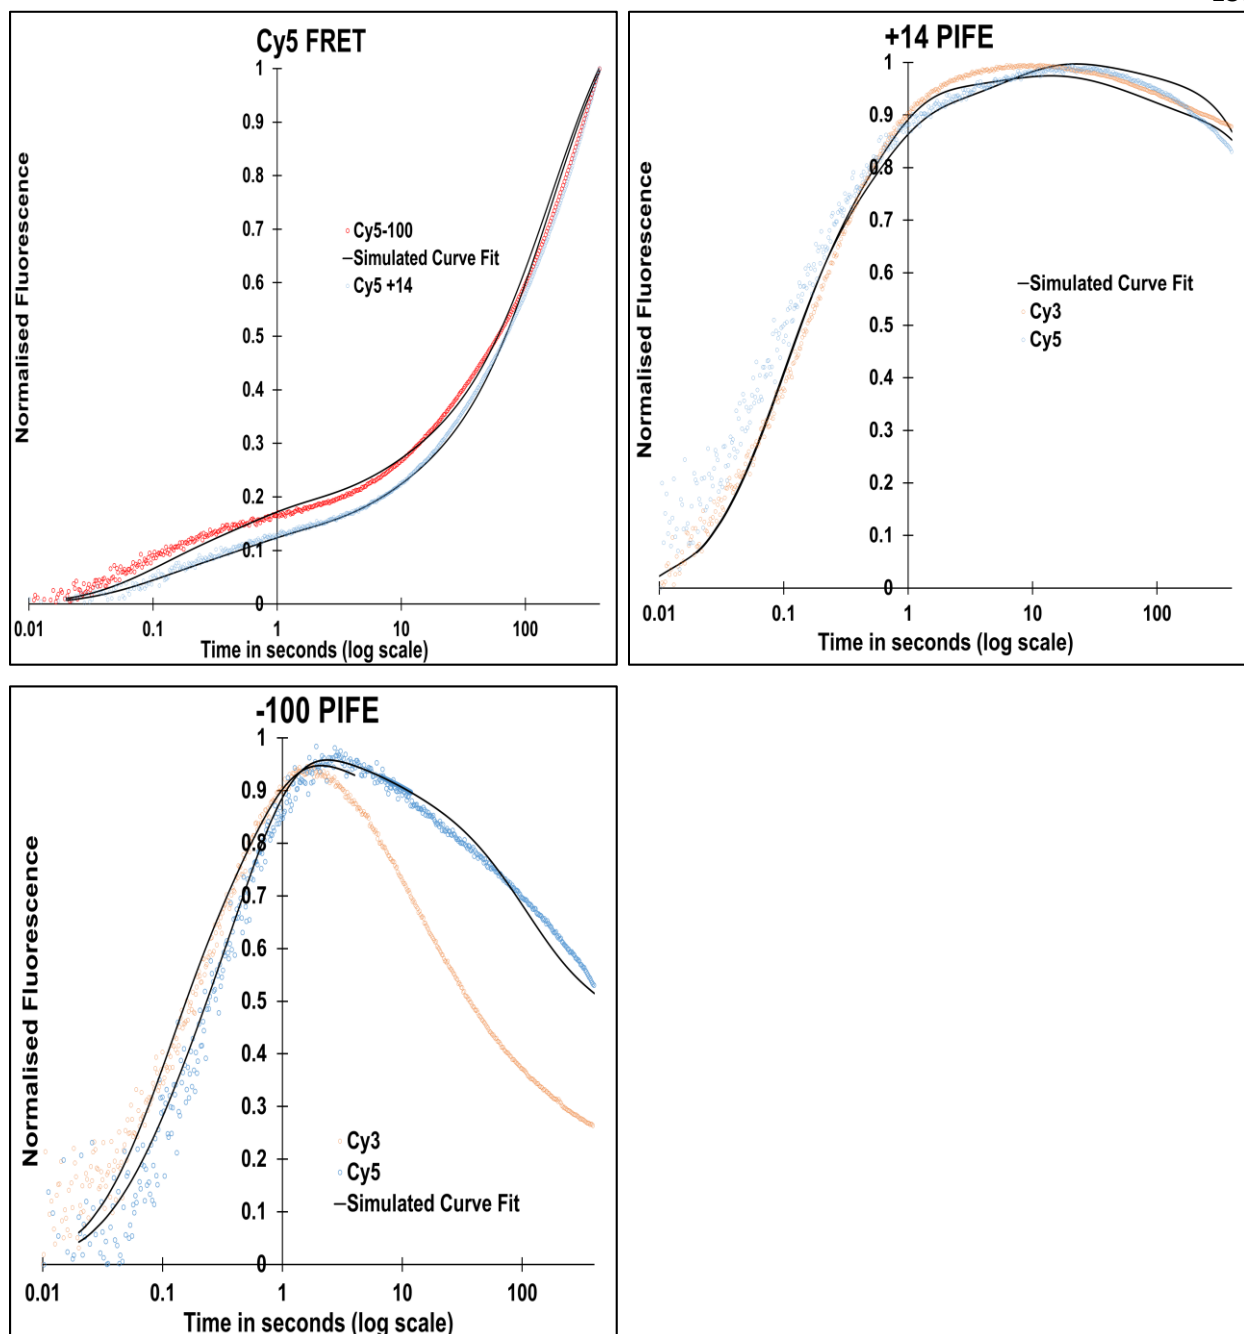 Cy5 FRET
1
0.9
0.8
0.7
0.6
0.5
0.4
0.3
0.2
0.1
0
Normalised Fluorescence
Cy5-100
Simulated Curve Fit
Cy5 +14
0.01 0.1 1 10 100
Time in seconds (log scale)
+14 PIFE
1
0.9
0.8
0.7
0.6
0.5
0.4
0.3
0.2
0.1
0
Normalised Fluorescence
Simulated Curve Fit
Cy3
Cy5
0.01 0.1 1 10 100
Time in seconds (log scale)
-100 PIFE
1
0.9
0.8
0.7
0.6
0.5
0.4
0.3
0.2
0.1
0
Normalised Fluorescence
Cy3
Cy5
Simulated Curve Fit
0.01 0.1 1 10 100
Time in seconds (log scale)